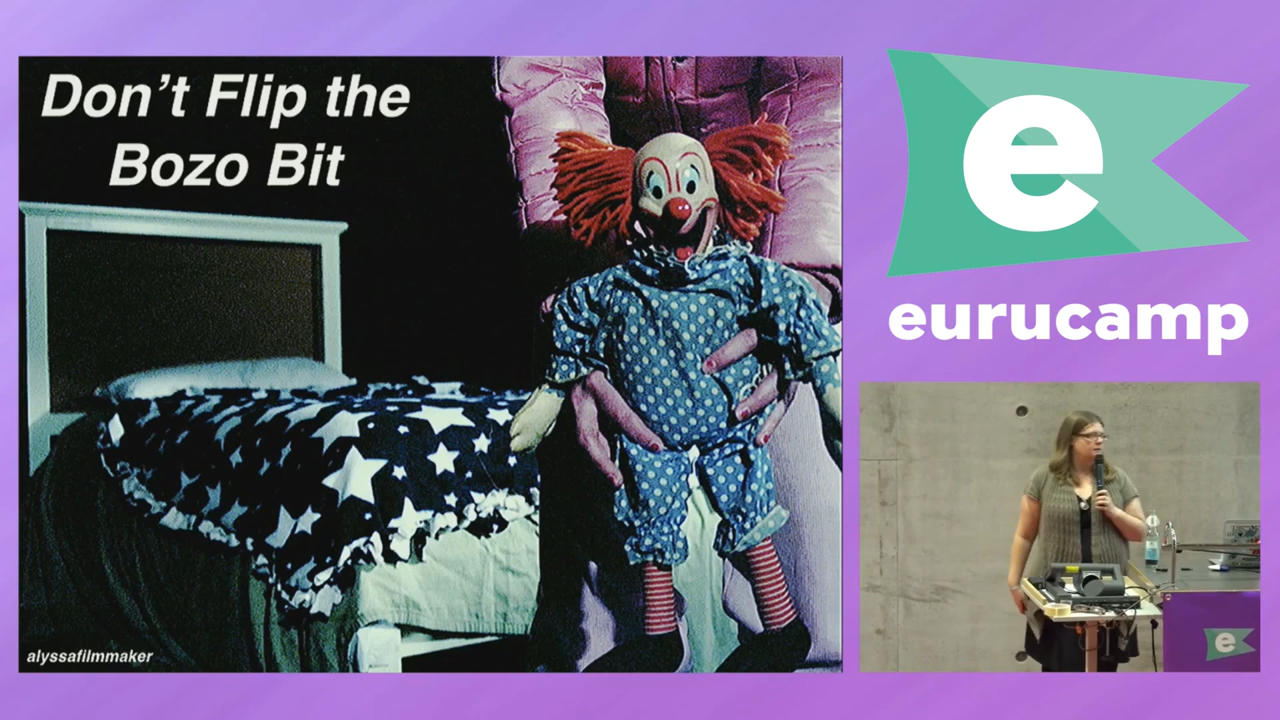 Don't Flip the
Bozo Bit
alyssafilmmaker
e
eurucamp
e